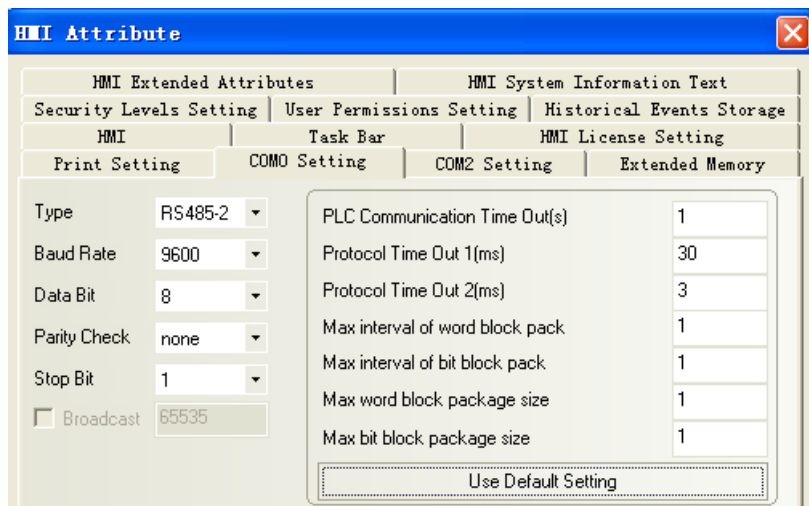 HMI Attribute
HMI Extended Attributes HMI System Information Text
Security Levels Setting User Permissions Setting Historical Events Storage
HMI Task Bar HMI License Setting
Print Setting COM0 Setting COM2 Setting Extended Memory
Type RS485-2
Baud Rate 9600
Data Bit 8
Parity Check none
Stop Bit 1
Broadcast 65535
PLC Communication Time Out(s) 1
Protocol Time Out 1(ms) 30
Protocol Time Out 2(ms) 3
Max interval of word block pack 1
Max interval of bit block pack 1
Max word block package size 1
Max bit block package size 1
Use Default Setting